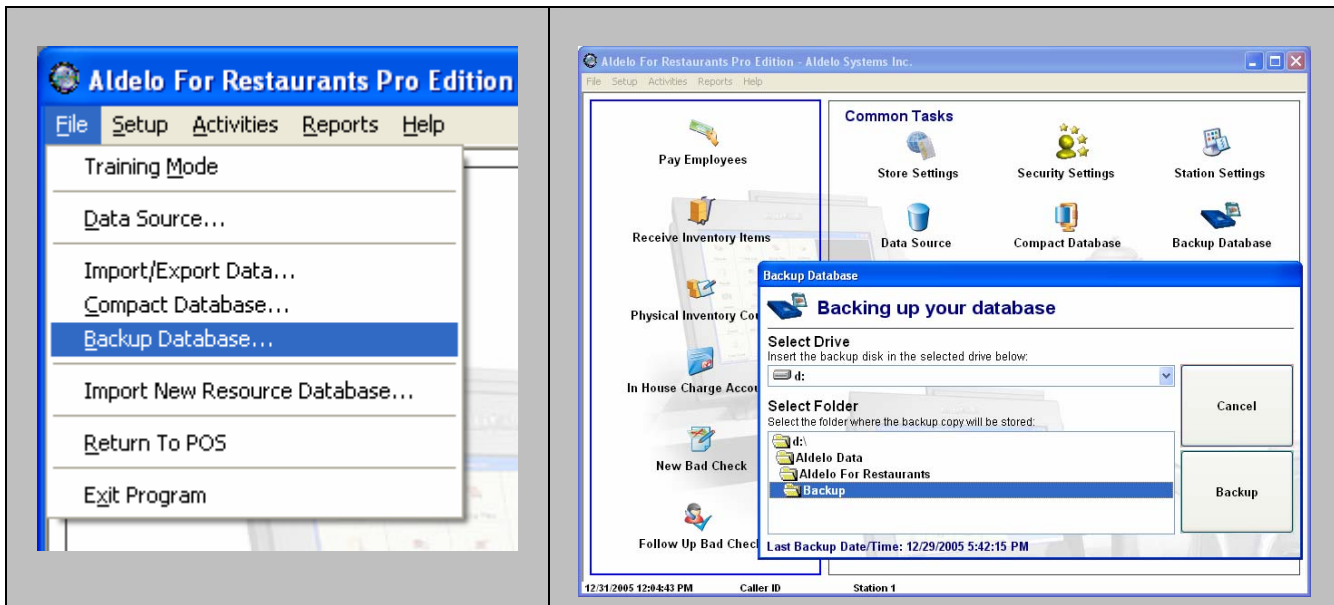 Aldelo For Restaurants Pro Edition
File Setup Activities Reports Help
Training Mode
Data Source...
Import/Export Data...
Compact Database...
Backup Database...
Import New Resource Database...
Return To POS
Exit Program
Aldelo For Restaurants Pro Edition - Aldelo Systems Inc.
File Setup Activities Reports Help
Pay Employees
Receive Inventory Items
Physical Inventory Cou
In House Charge Accou
New Bad Check
Follow Up Bad Chec
Common Tasks
Store Settings
Security Settings
Station Settings
Data Source
Compact Database
Backup Database
Backup Database
Backing up your database
Select Drive
Insert the backup disk in the selected drive below:
d:
Select Folder
Select the folder where the backup copy will be stored:
d:\
Aldelo Data
Aldelo For Restaurants
Backup
Cancel
Backup
Last Backup Date/Time: 12/29/2005 5:42:15 PM
12/31/2005 12:04:43 PM Caller ID Station 1